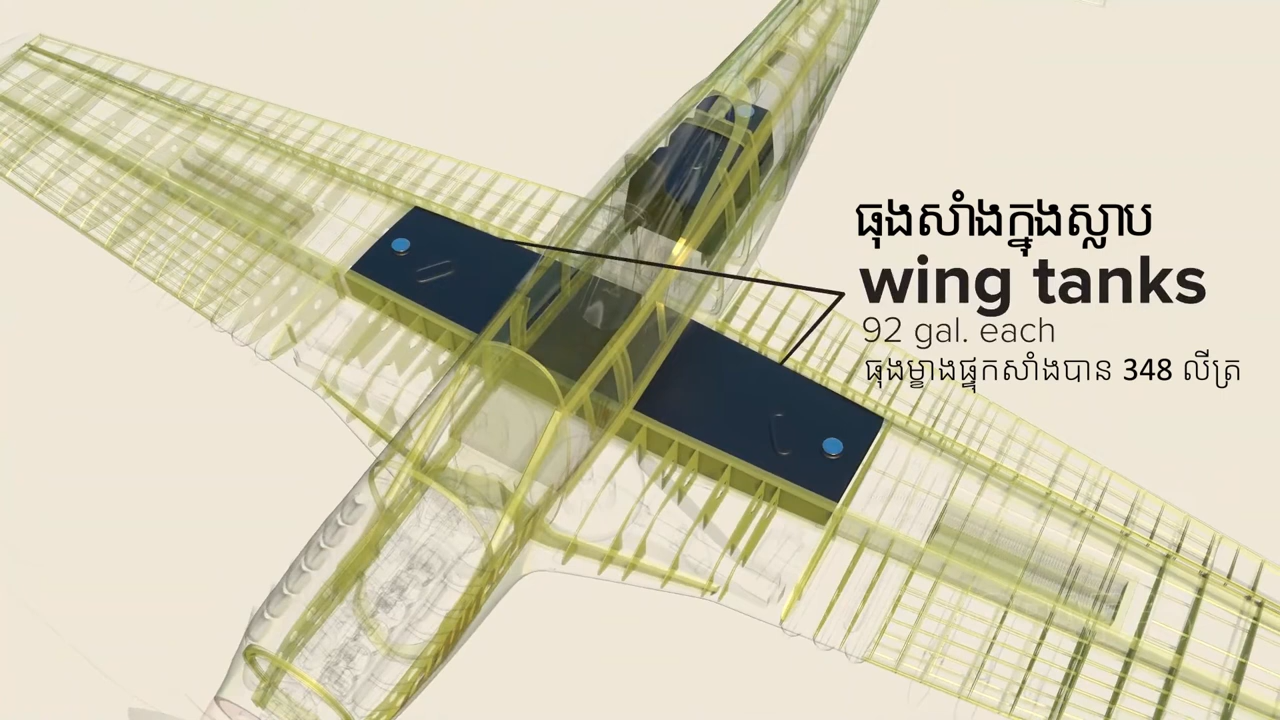 ធុងសាំងក្នុងស្លាប
wing tanks
92 gal. each
ធុងម្ខាងផ្ទុកសាំងបាន 348 លីត្រ